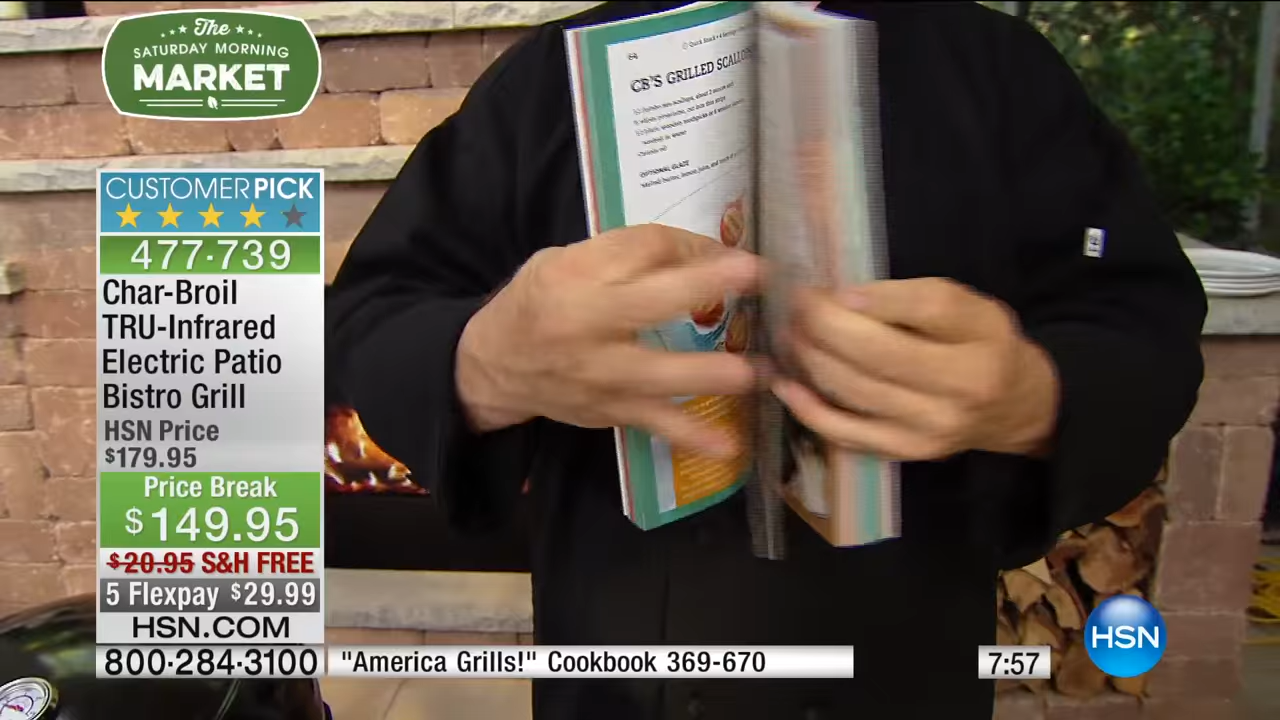 The
SATURDAY MORNING
MARKET
CUSTOMER PICK
477·739
Char-Broil
TRU-Infrared
Electric Patio
Bistro Grill
HSN Price
$179.95
Price Break
$149.95
$20.95 S&H FREE
5 Flexpay $29.99
HSN.COM
800·284·3100
"America Grills!" Cookbook 369-670
7:57
HSN
64
CB'S GRILLED
OPTIONAL GLAZE